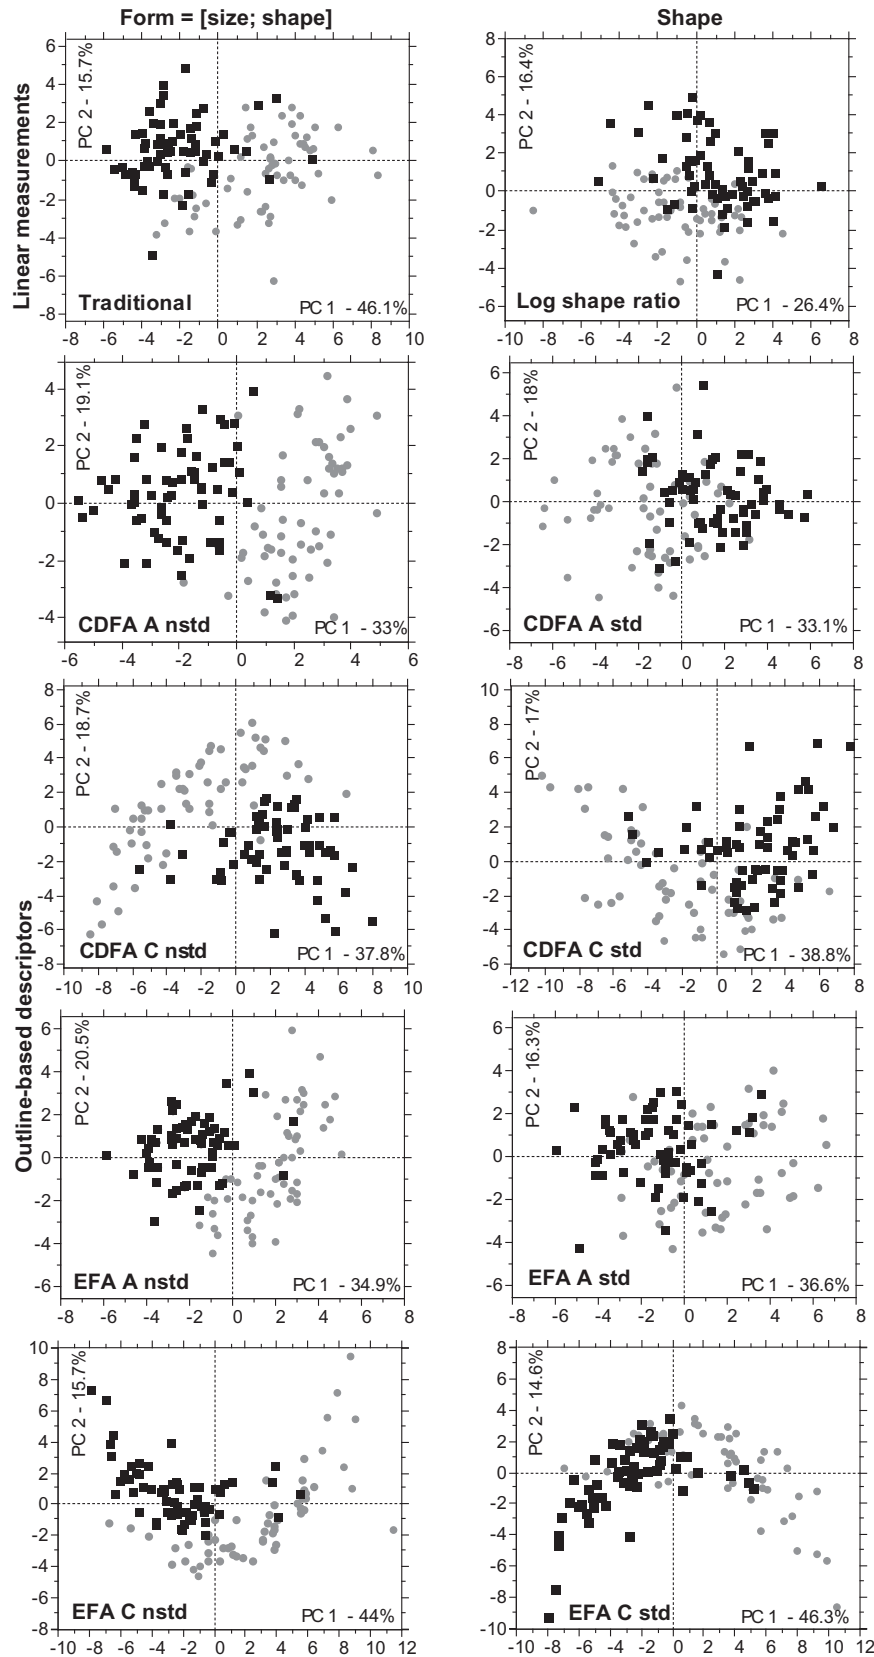 Form = [size; shape]
Shape
Linear measurements
Outline-based descriptors
PC 2 - 15.7%
6
4
2
0
-2
-4
-6
-8
Traditional
PC 1 - 46.1%
-8 -6 -4 -2 0 2 4 6 8 10
PC 2 - 16.4%
8
6
4
2
0
-2
-4
-6
Log shape ratio
PC 1 - 26.4%
-10 -8 -6 -4 -2 0 2 4 6 8
PC 2 - 19.1%
4
2
0
-2
-4
CDFA A nstd
PC 1 - 33%
-6 -4 -2 0 2 4 6
PC 2 - 18%
6
4
2
0
-2
-4
-6
CDFA A std
PC 1 - 33.1%
-8 -6 -4 -2 0 2 4 6 8
PC 2 - 18.7%
8
6
4
2
0
-2
-4
-6
-8
CDFA C nstd
PC 1 - 37.8%
-10 -8 -6 -4 -2 0 2 4 6 8 10
PC 2 - 17%
10
8
6
4
2
0
-2
-4
-6
CDFA C std
PC 1 - 38.8%
-12 -10 -8 -6 -4 -2 0 2 4 6 8
PC 2 - 20.5%
6
4
2
0
-2
-4
-6
EFA A nstd
PC 1 - 34.9%
-8 -6 -4 -2 0 2 4 6 8
PC 2 - 16.3%
6
4
2
0
-2
-4
-6
EFA A std
PC 1 - 36.6%
-8 -6 -4 -2 0 2 4 6 8
PC 2 - 15.7%
10
8
6
4
2
0
-2
-4
-6
-8
EFA C nstd
PC 1 - 44%
-10 -8 -6 -4 -2 0 2 4 6 8 10 12
PC 2 - 14.6%
8
6
4
2
0
-2
-4
-6
-8
-10
EFA C std
PC 1 - 46.3%
-10 -8 -6 -4 -2 0 2 4 6 8 10 12